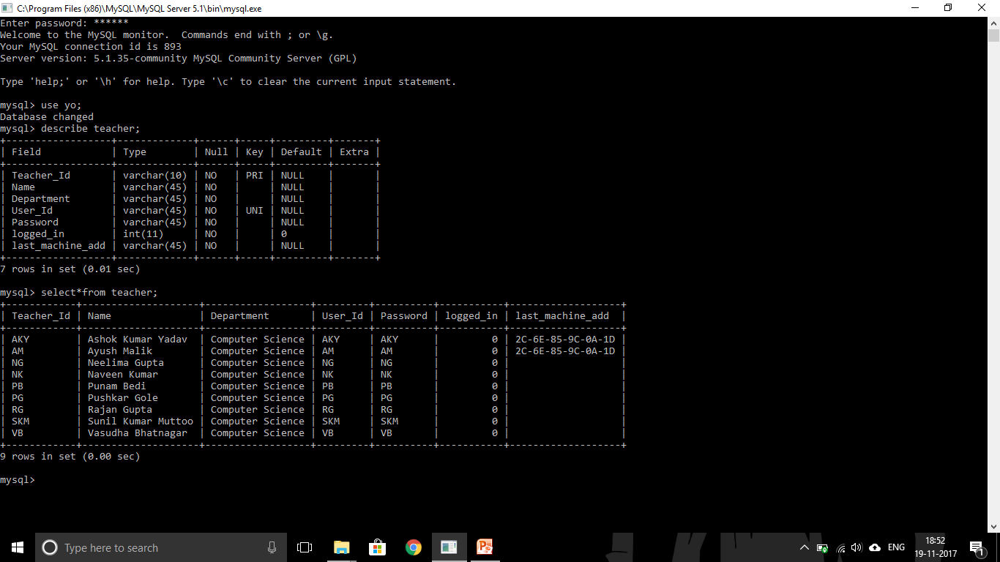 C:\Program Files (x86)\MySQL\MySQL Server 5.1\bin\mysql.exe
Enter password: ******
Welcome to the MySQL monitor.  Commands end with ; or \g.
Your MySQL connection id is 893
Server version: 5.1.35-community MySQL Community Server (GPL)

Type 'help;' or '\h' for help. Type '\c' to clear the current input statement.

mysql> use yo;
Database changed
mysql> describe teacher;
+------------------+-------------+------+-----+---------+-------+
| Field            | Type        | Null | Key | Default | Extra |
+------------------+-------------+------+-----+---------+-------+
| Teacher_Id       | varchar(10) | NO   | PRI | NULL    |       |
| Name             | varchar(45) | NO   |     | NULL    |       |
| Department       | varchar(45) | NO   |     | NULL    |       |
| User_Id          | varchar(45) | NO   | UNI | NULL    |       |
| Password         | varchar(45) | NO   |     | NULL    |       |
| logged_in        | int(11)     | NO   |     | 0       |       |
| last_machine_add | varchar(45) | NO   |     | NULL    |       |
+------------------+-------------+------+-----+---------+-------+
7 rows in set (0.01 sec)

mysql> select*from teacher;
+------------+--------------------+------------------+---------+----------+-----------+-------------------+
| Teacher_Id | Name               | Department       | User_Id | Password | logged_in | last_machine_add  |
+------------+--------------------+------------------+---------+----------+-----------+-------------------+
| AKY        | Ashok Kumar Yadav  | Computer Science | AKY     | AKY      |         0 | 2C-6E-85-9C-0A-1D |
| AM         | Ayush Malik        | Computer Science | AM      | AM       |         0 | 2C-6E-85-9C-0A-1D |
| NG         | Neelima Gupta      | Computer Science | NG      | NG       |         0 |                   |
| NK         | Naveen Kumar       | Computer Science | NK      | NK       |         0 |                   |
| PB         | Punam Bedi         | Computer Science | PB      | PB       |         0 |                   |
| PG         | Pushkar Gole       | Computer Science | PG      | PG       |         0 |                   |
| RG         | Rajan Gupta        | Computer Science | RG      | RG       |         0 |                   |
| SKM        | Sunil Kumar Muttoo | Computer Science | SKM     | SKM      |         0 |                   |
| VB         | Vasudha Bhatnagar  | Computer Science | VB      | VB       |         0 |                   |
+------------+--------------------+------------------+---------+----------+-----------+-------------------+
9 rows in set (0.00 sec)

mysql>
Type here to search
ENG
18:52
19-11-2017
1